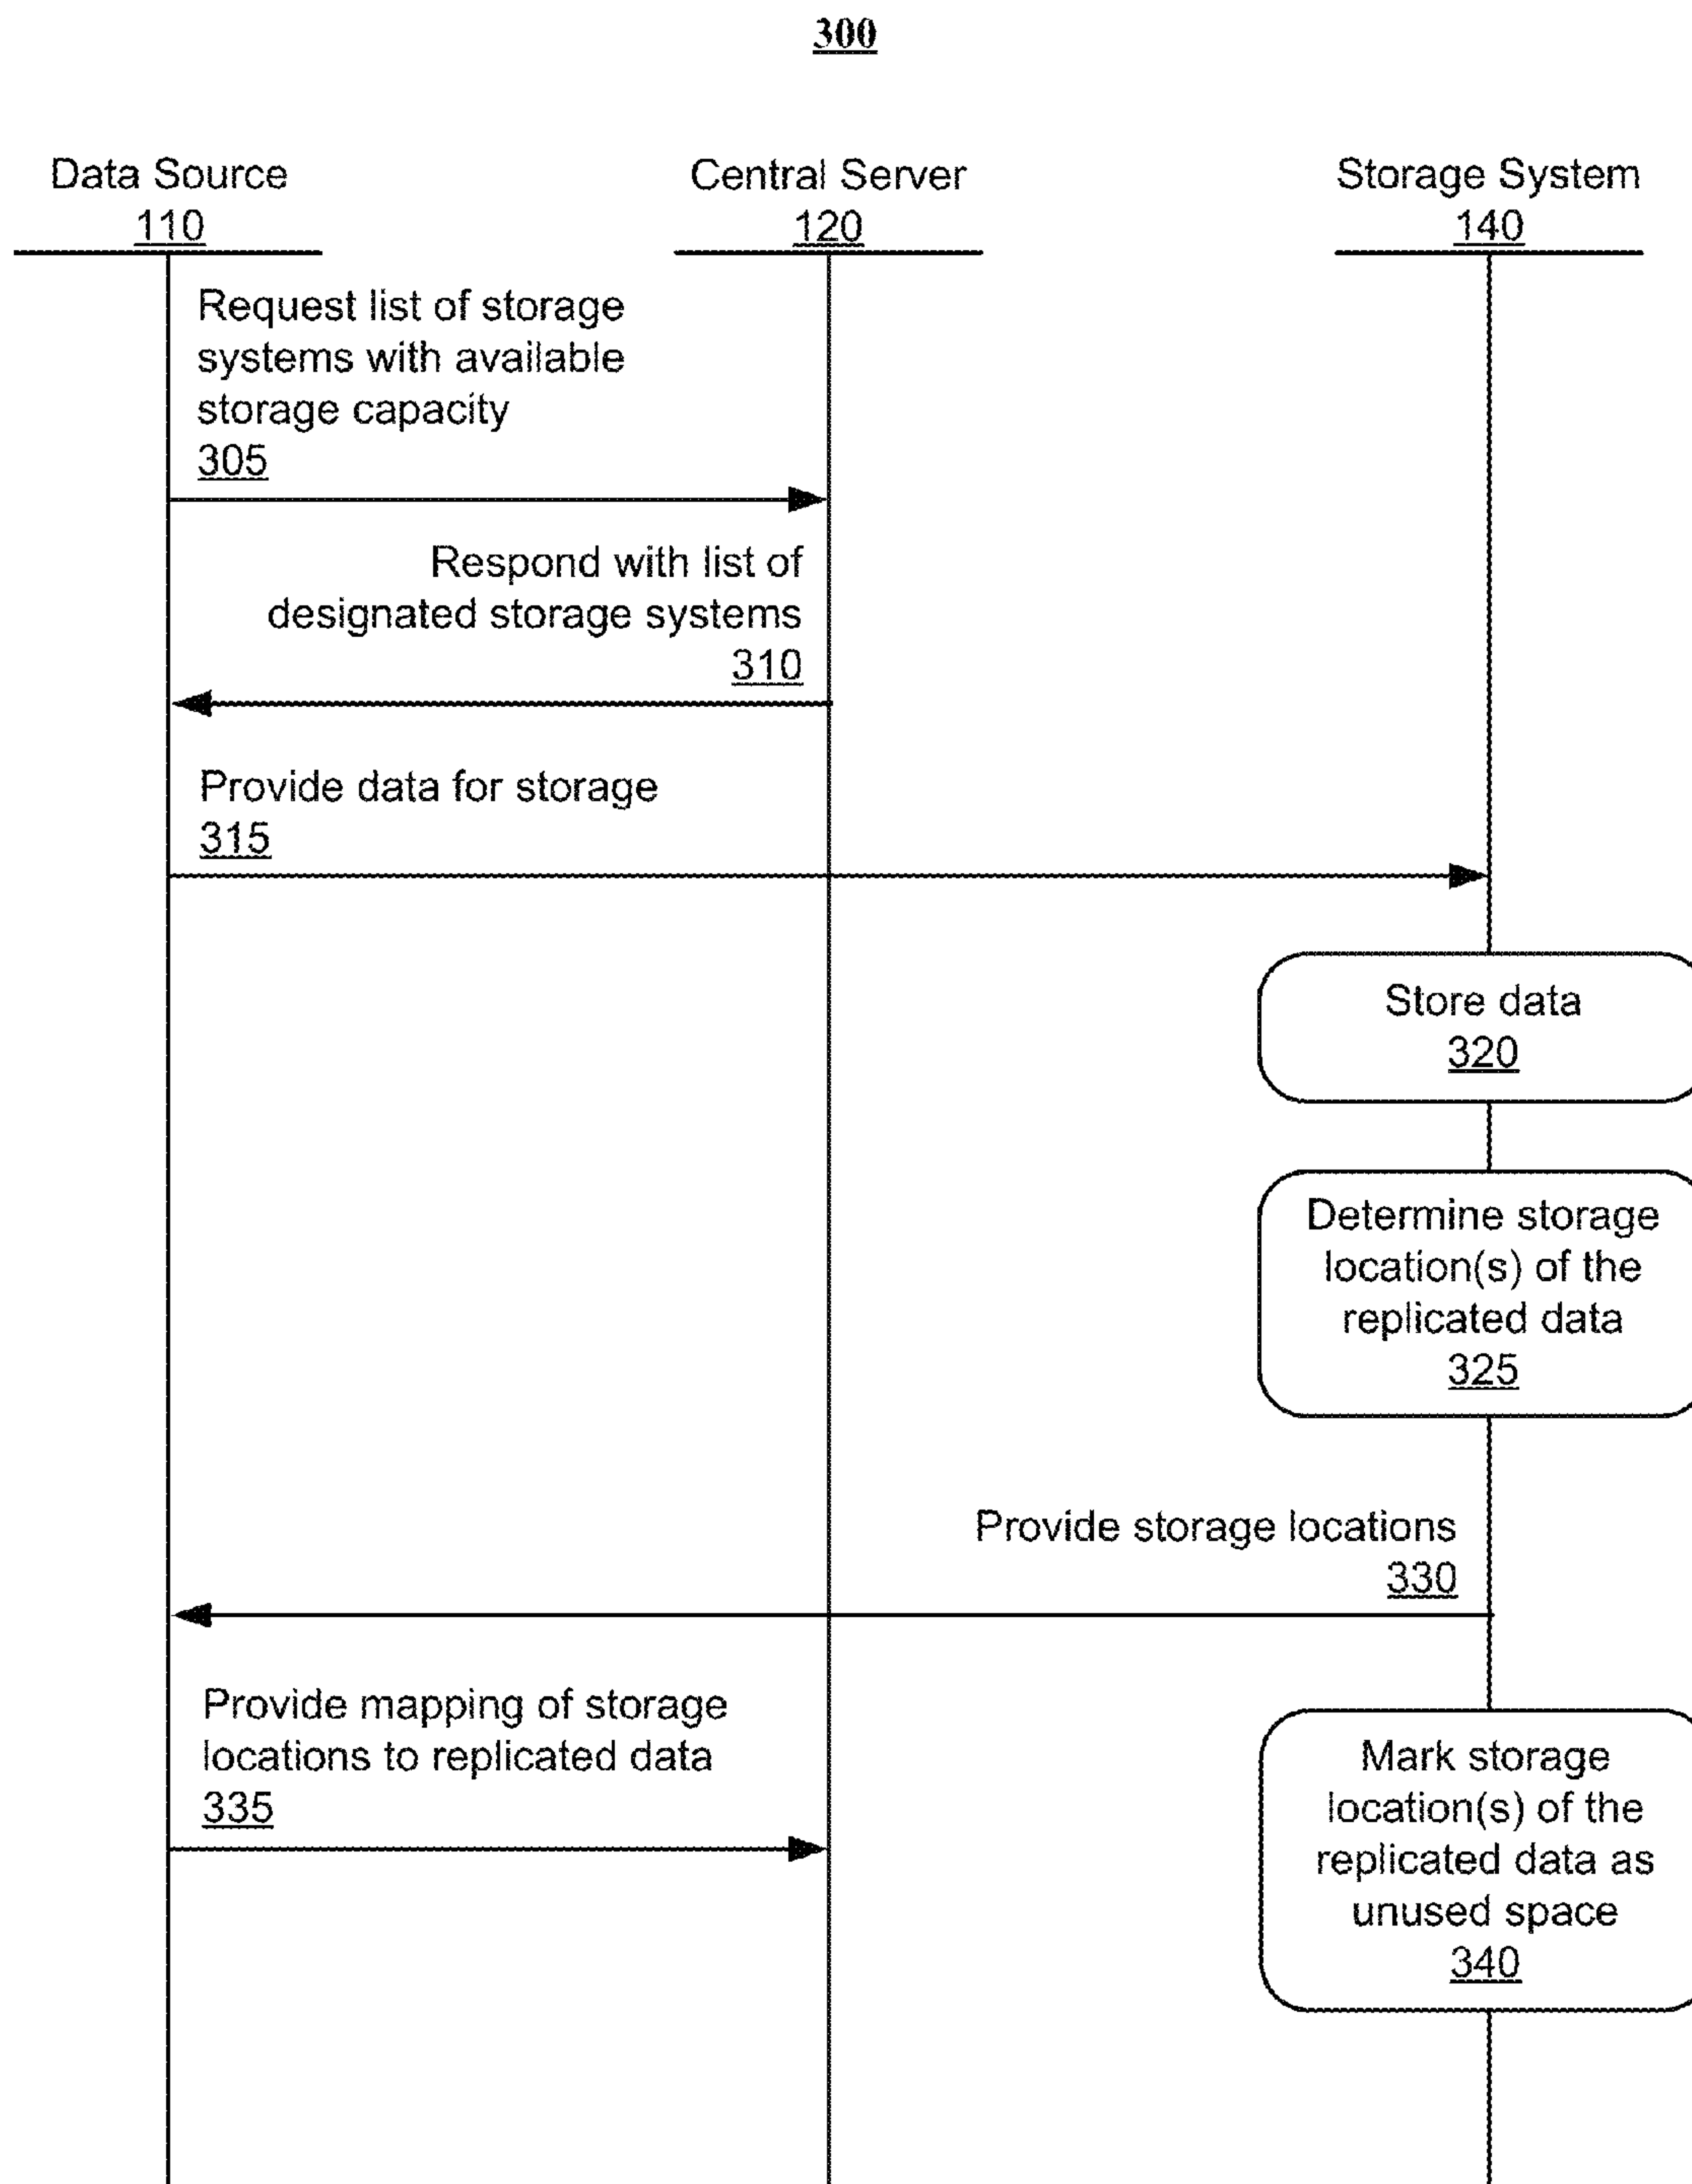 300
Data Source
110
Central Server
120
Storage System
140
Request list of storage
systems with available
storage capacity
305
Respond with list of
designated storage systems
310
Provide data for storage
315
Store data
320
Determine storage
location(s) of the
replicated data
325
Provide storage locations
330
Provide mapping of storage
locations to replicated data
335
Mark storage
location(s) of the
replicated data as
unused space
340